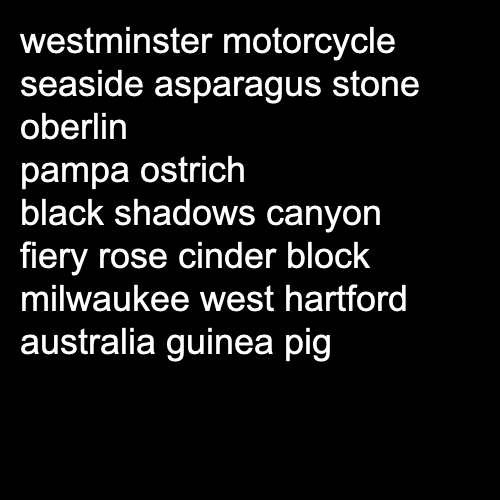 westminster motorcycle
seaside asparagus stone
oberlin
pampa ostrich
black shadows canyon
fiery rose cinder block
milwaukee west hartford
australia guinea pig